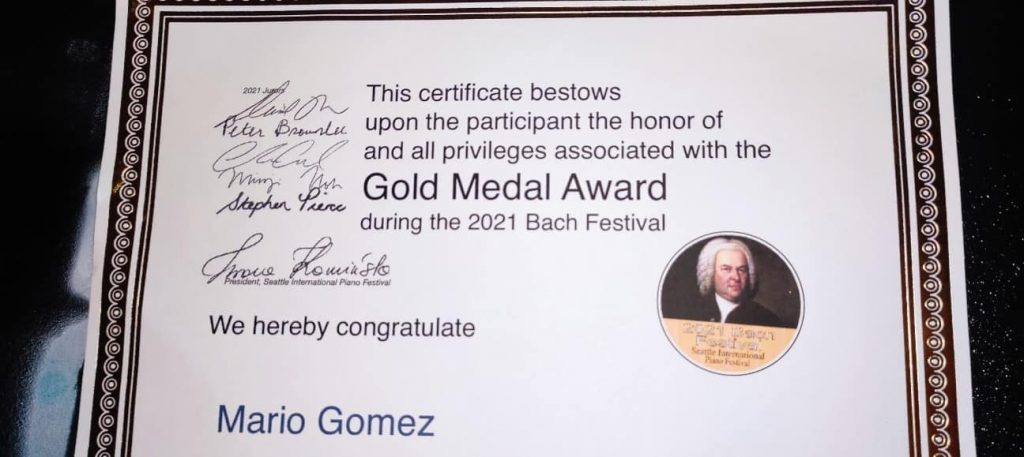 2021 Jurors
Peter
Stephen Pierce
President, Seattle International Piano Festival
This certificate bestows
upon the participant the honor of
and all privileges associated with the
Gold Medal Award
during the 2021 Bach Festival
2021 Bach
Festival
Seattle International
Piano Festival
We hereby congratulate
Mario Gomez